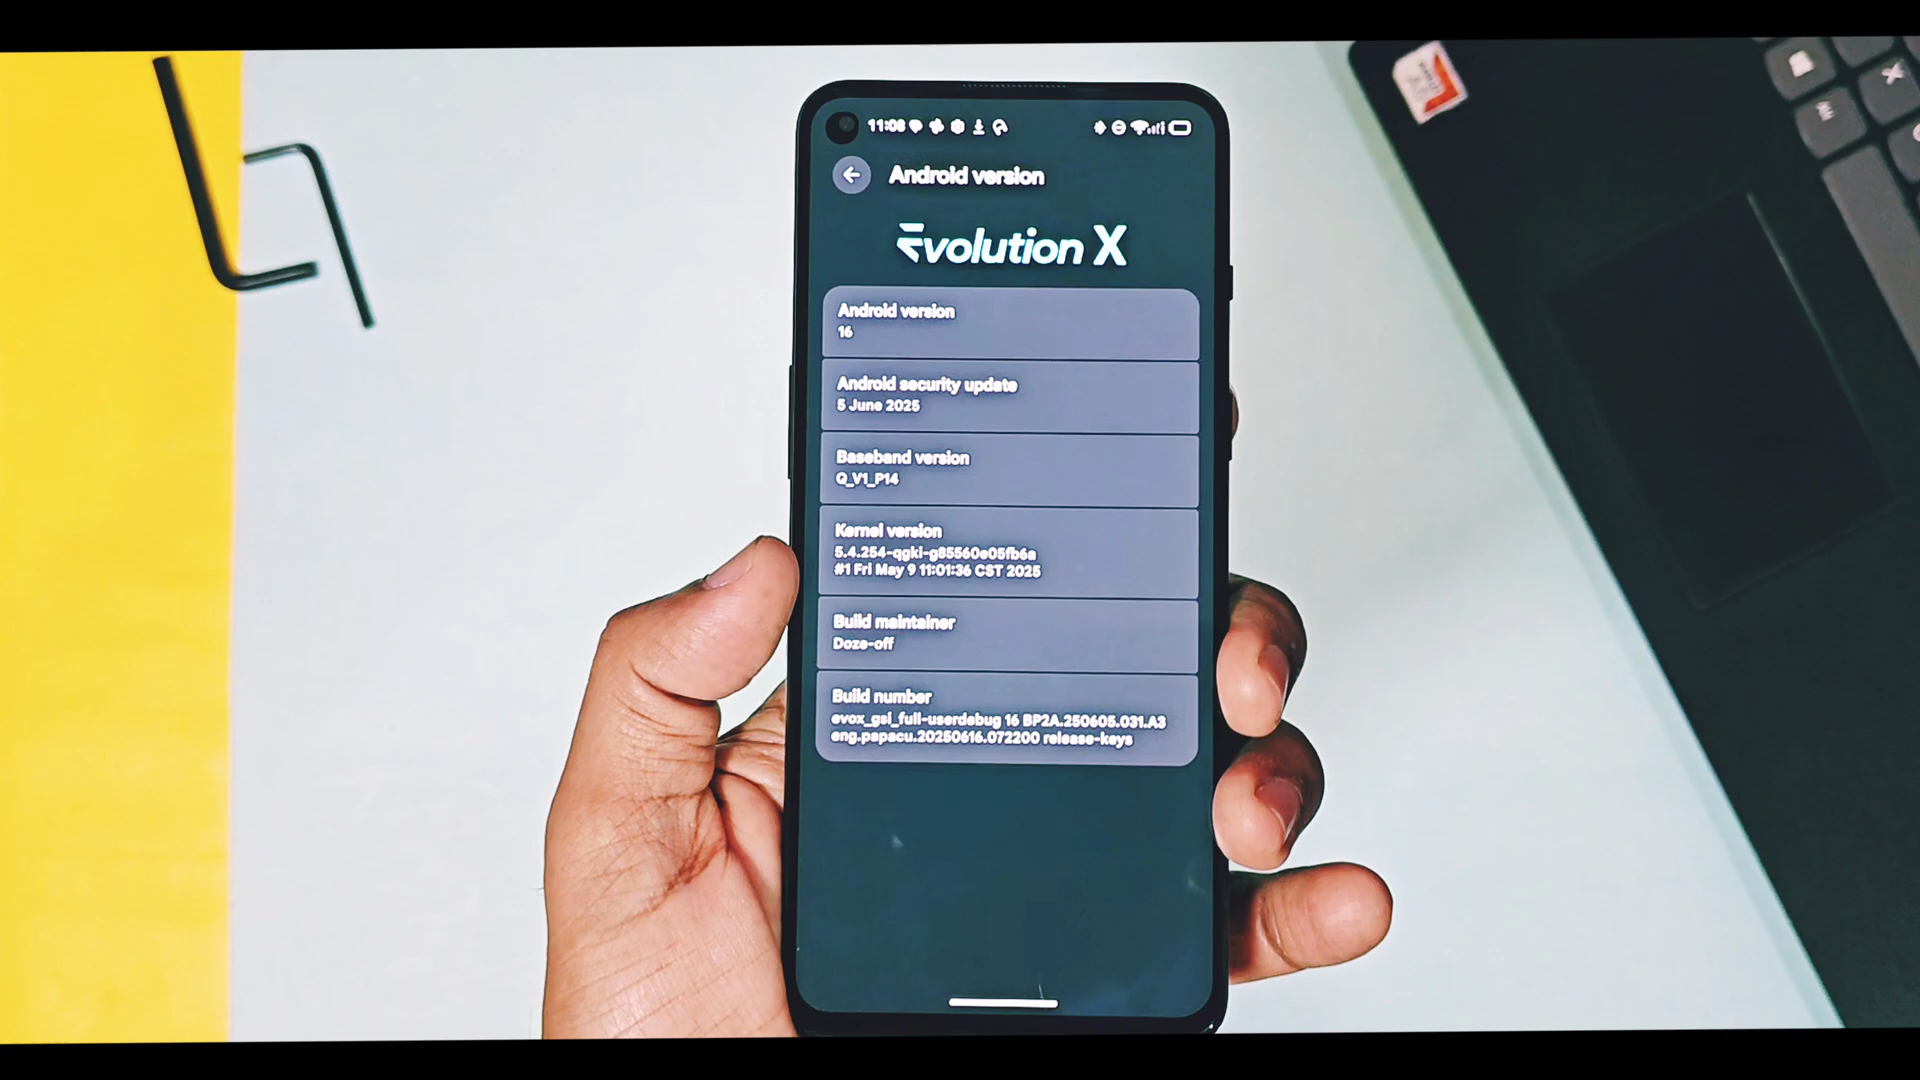 11:08
Android version
Evolution X
Android version
16
Android security update
5 June 2025
Baseband version
Q_V1_P14
Kernel version
5.4.254-qgki-g85560e05fb6a
#1 Fri May 9 11:01:36 CST 2025
Build maintainer
Doze-off
Build number
evox_gsi_full-userdebug 16 BP2A.250605.031.A3
eng.papacu.20250616.072200 release-keys